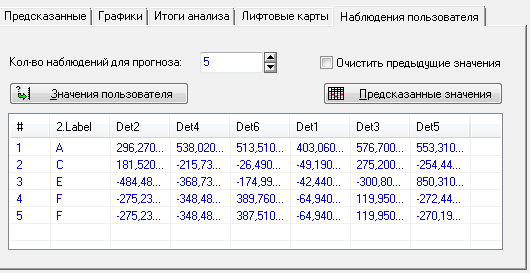 Предсказанные Графики Итоги анализа Лифтовые карты Наблюдения пользователя
Кол-во наблюдений для прогноза: 5 Очистить предыдущие значения
Значения пользователя Предсказанные значения
# 2.Label Det2 Det4 Det6 Det1 Det3 Det5
1 A 296,270... 538,020... 513,510... 403,060... 576,700... 553,310...
2 C 181,520... -215,73... -26,490... -49,190... 275,200... -254,44...
3 E -484,48... -368,73... -174,99... -42,440... -300,80... 850,310...
4 F -275,23... -348,48... 389,760... -64,940... 119,950... -272,44...
5 F -275,23... -348,48... 387,510... -64,940... 119,950... -270,19...